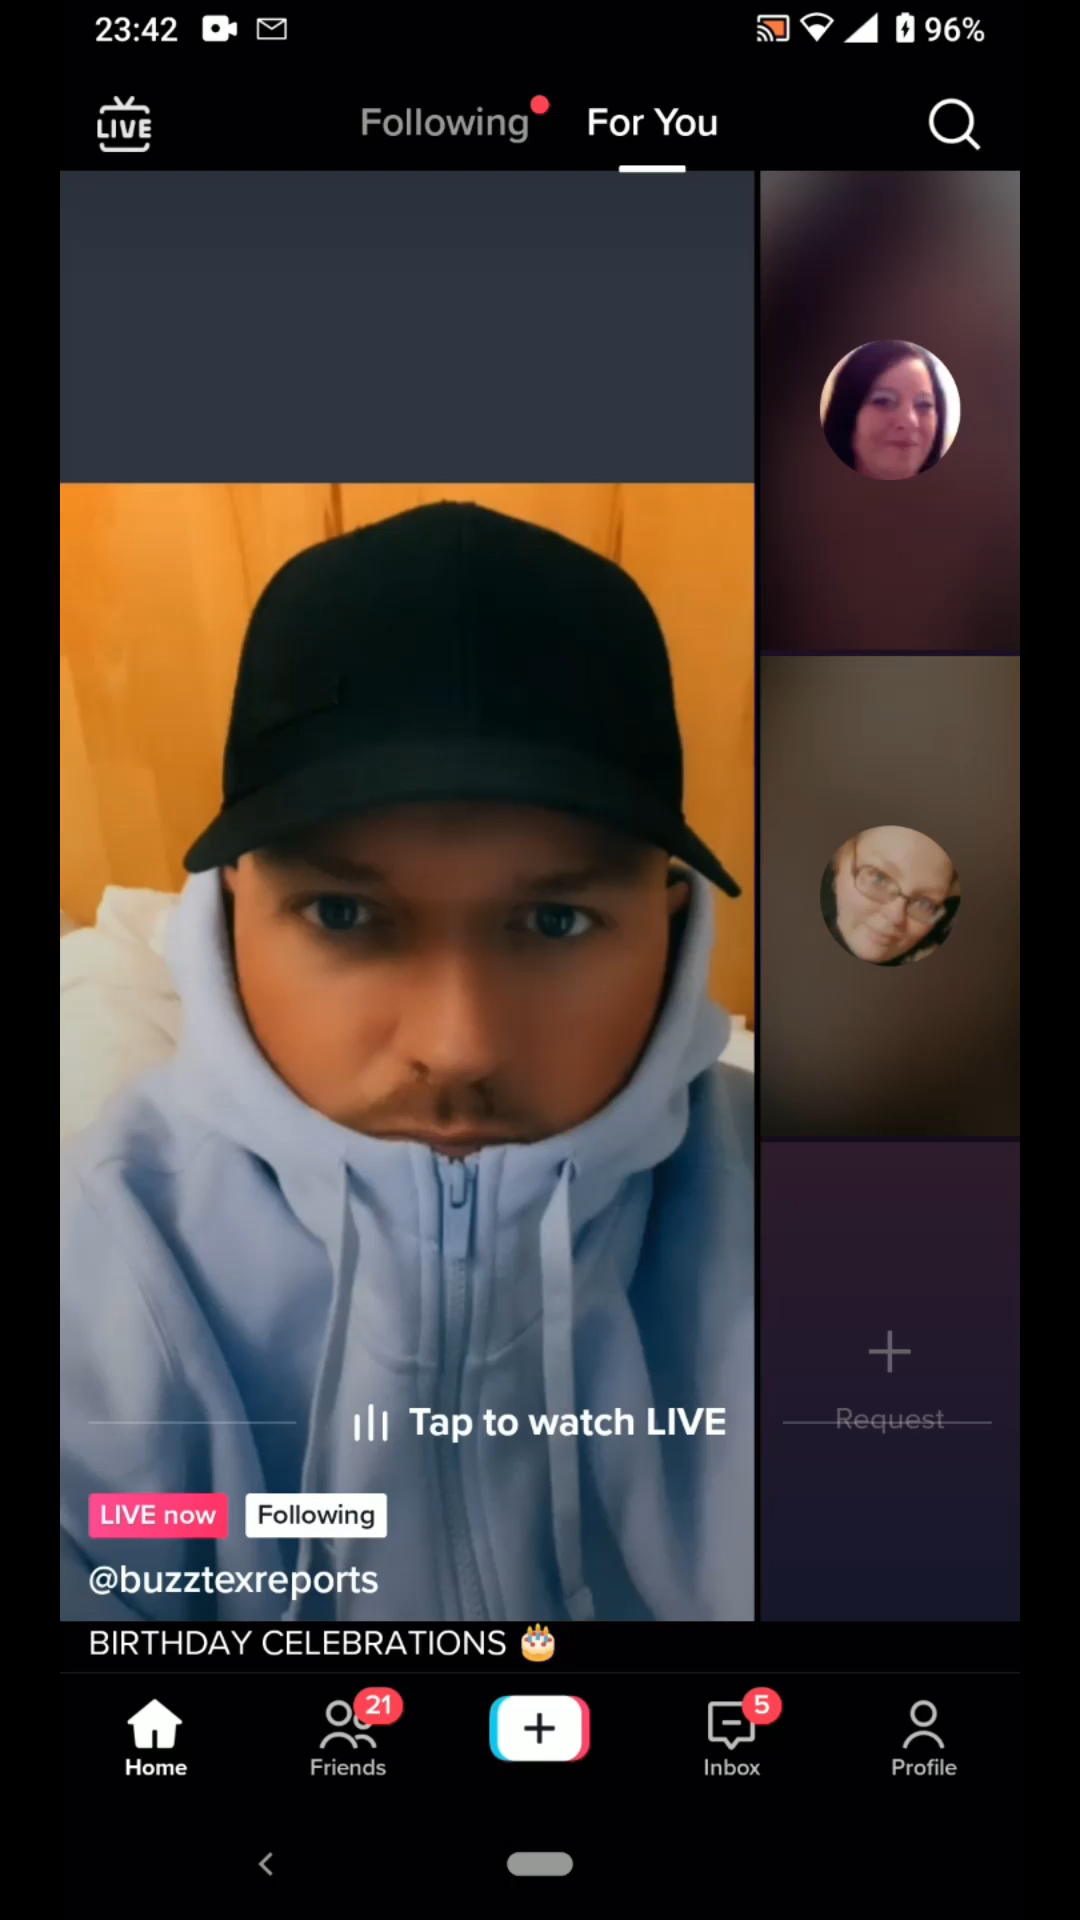 23:42
96%
LIVE
Following
For You
Tap to watch LIVE
Request
LIVE now
Following
@buzztexreports
BIRTHDAY CELEBRATIONS 🎂
21
5
Home
Friends
Inbox
Profile